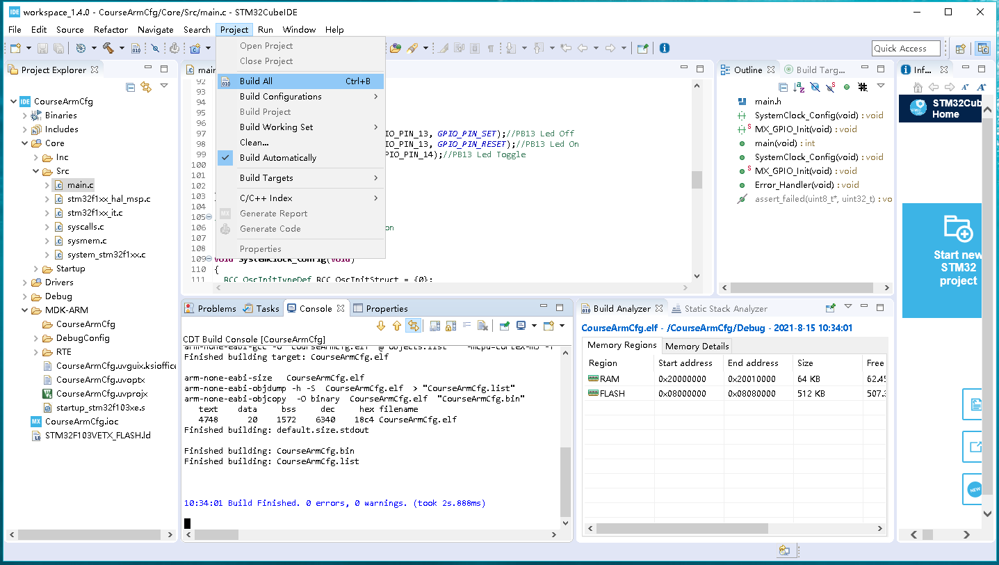 workspace_1.4.0 - CourseArmCfg/Core/Src/main.c - STM32CubeIDE
File Edit Source Refactor Navigate Search Project Run Window Help
Quick Access
Project Explorer
CourseArmCfg
Binaries
Includes
Core
Inc
Src
main.c
stm32f1xx_hal_msp.c
stm32f1xx_it.c
syscalls.c
sysmem.c
system_stm32f1xx.c
Startup
Drivers
Debug
MDK-ARM
CourseArmCfg
DebugConfig
RTE
CourseArmCfg.uvguix.ksioffice
CourseArmCfg.uvoptx
CourseArmCfg.uvprojx
startup_stm32f103xe.s
CourseArmCfg.ioc
STM32F103VETX_FLASH.ld
Open Project
Close Project
Build All Ctrl+B
Build Configurations
Build Project
Build Working Set
Clean...
Build Automatically
Build Targets
C/C++ Index
Generate Report
Generate Code
Properties
92
93
94
95
96
97 IO_PIN_13, GPIO_PIN_SET);//PB13 Led Off
98 IO_PIN_13, GPIO_PIN_RESET);//PB13 Led On
99 PIO_PIN_14);//PB13 Led Toggle
100
101
102
103 }
104
105
106 on
107
108
109 void SystemClock_Config(void)
110 {
111 RCC_OscInitTypeDef RCC_OscInitStruct = {0};
Outline
Build Targ...
main.h
SystemClock_Config(void) : void
MX_GPIO_Init(void) : void
main(void) : int
SystemClock_Config(void) : void
MX_GPIO_Init(void) : void
Error_Handler(void) : void
assert_failed(uint8_t*, uint32_t) : vo
Inf...
STM32Cub
Home
Start new
STM32
project
NEW
Problems Tasks Console Properties
CDT Build Console [CourseArmCfg]
arm-none-eabi-gcc -o "CourseArmCfg.elf" @"objects.list" -mcpu=cortex-m3 -T
Finished building target: CourseArmCfg.elf
arm-none-eabi-size CourseArmCfg.elf
arm-none-eabi-objdump -h -S CourseArmCfg.elf > "CourseArmCfg.list"
arm-none-eabi-objcopy -O binary CourseArmCfg.elf "CourseArmCfg.bin"
text data bss dec hex filename
4748 20 1572 6340 18c4 CourseArmCfg.elf
Finished building: default.size.stdout
Finished building: CourseArmCfg.bin
Finished building: CourseArmCfg.list
10:34:01 Build Finished. 0 errors, 0 warnings. (took 2s.888ms)
Build Analyzer
Static Stack Analyzer
CourseArmCfg.elf - /CourseArmCfg/Debug - 2021-8-15 10:34:01
Memory Regions Memory Details
Region Start address End address Size Free
RAM 0x20000000 0x20010000 64 KB 62.45
FLASH 0x08000000 0x08080000 512 KB 507.3